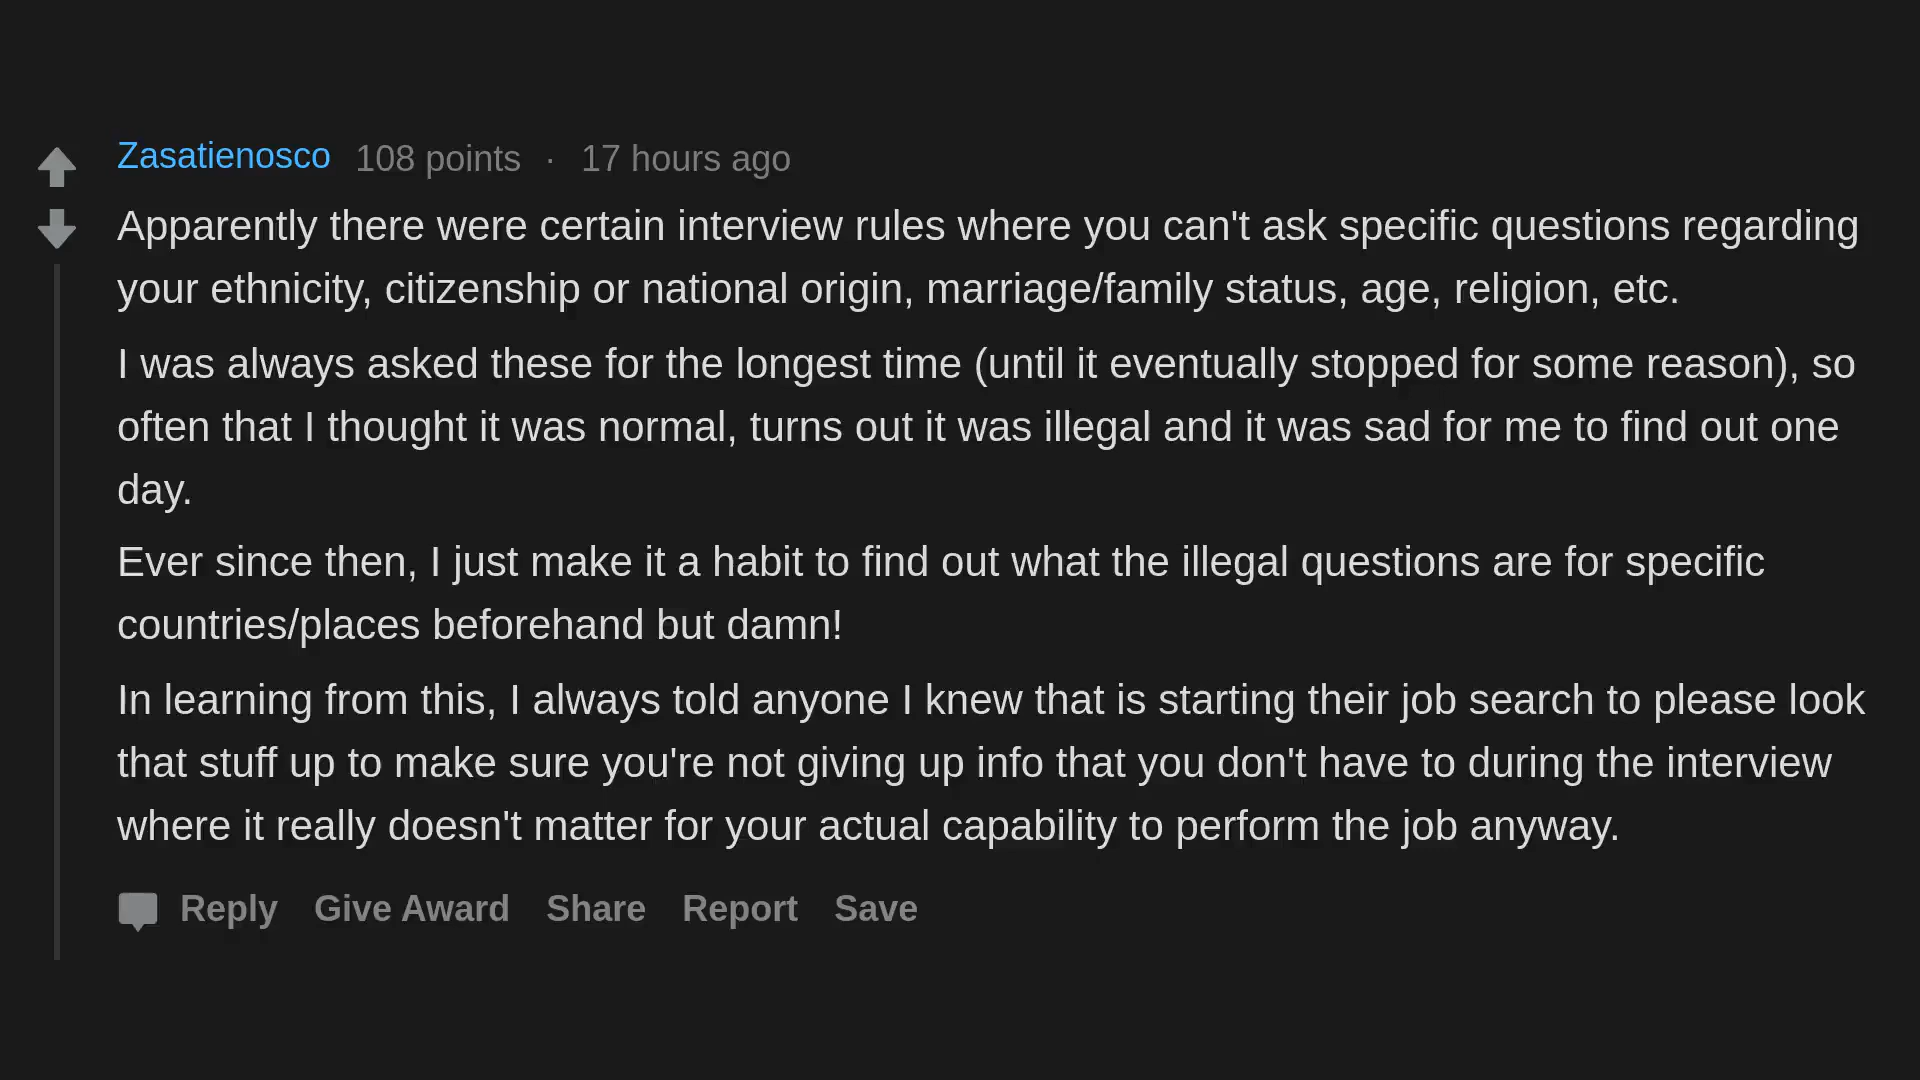 Zasatienosco 108 points · 17 hours ago
Apparently there were certain interview rules where you can't ask specific questions regarding
your ethnicity, citizenship or national origin, marriage/family status, age, religion, etc.
I was always asked these for the longest time (until it eventually stopped for some reason), so
often that I thought it was normal, turns out it was illegal and it was sad for me to find out one
day.
Ever since then, I just make it a habit to find out what the illegal questions are for specific
countries/places beforehand but damn!
In learning from this, I always told anyone I knew that is starting their job search to please look
that stuff up to make sure you're not giving up info that you don't have to during the interview
where it really doesn't matter for your actual capability to perform the job anyway.
Reply Give Award Share Report Save